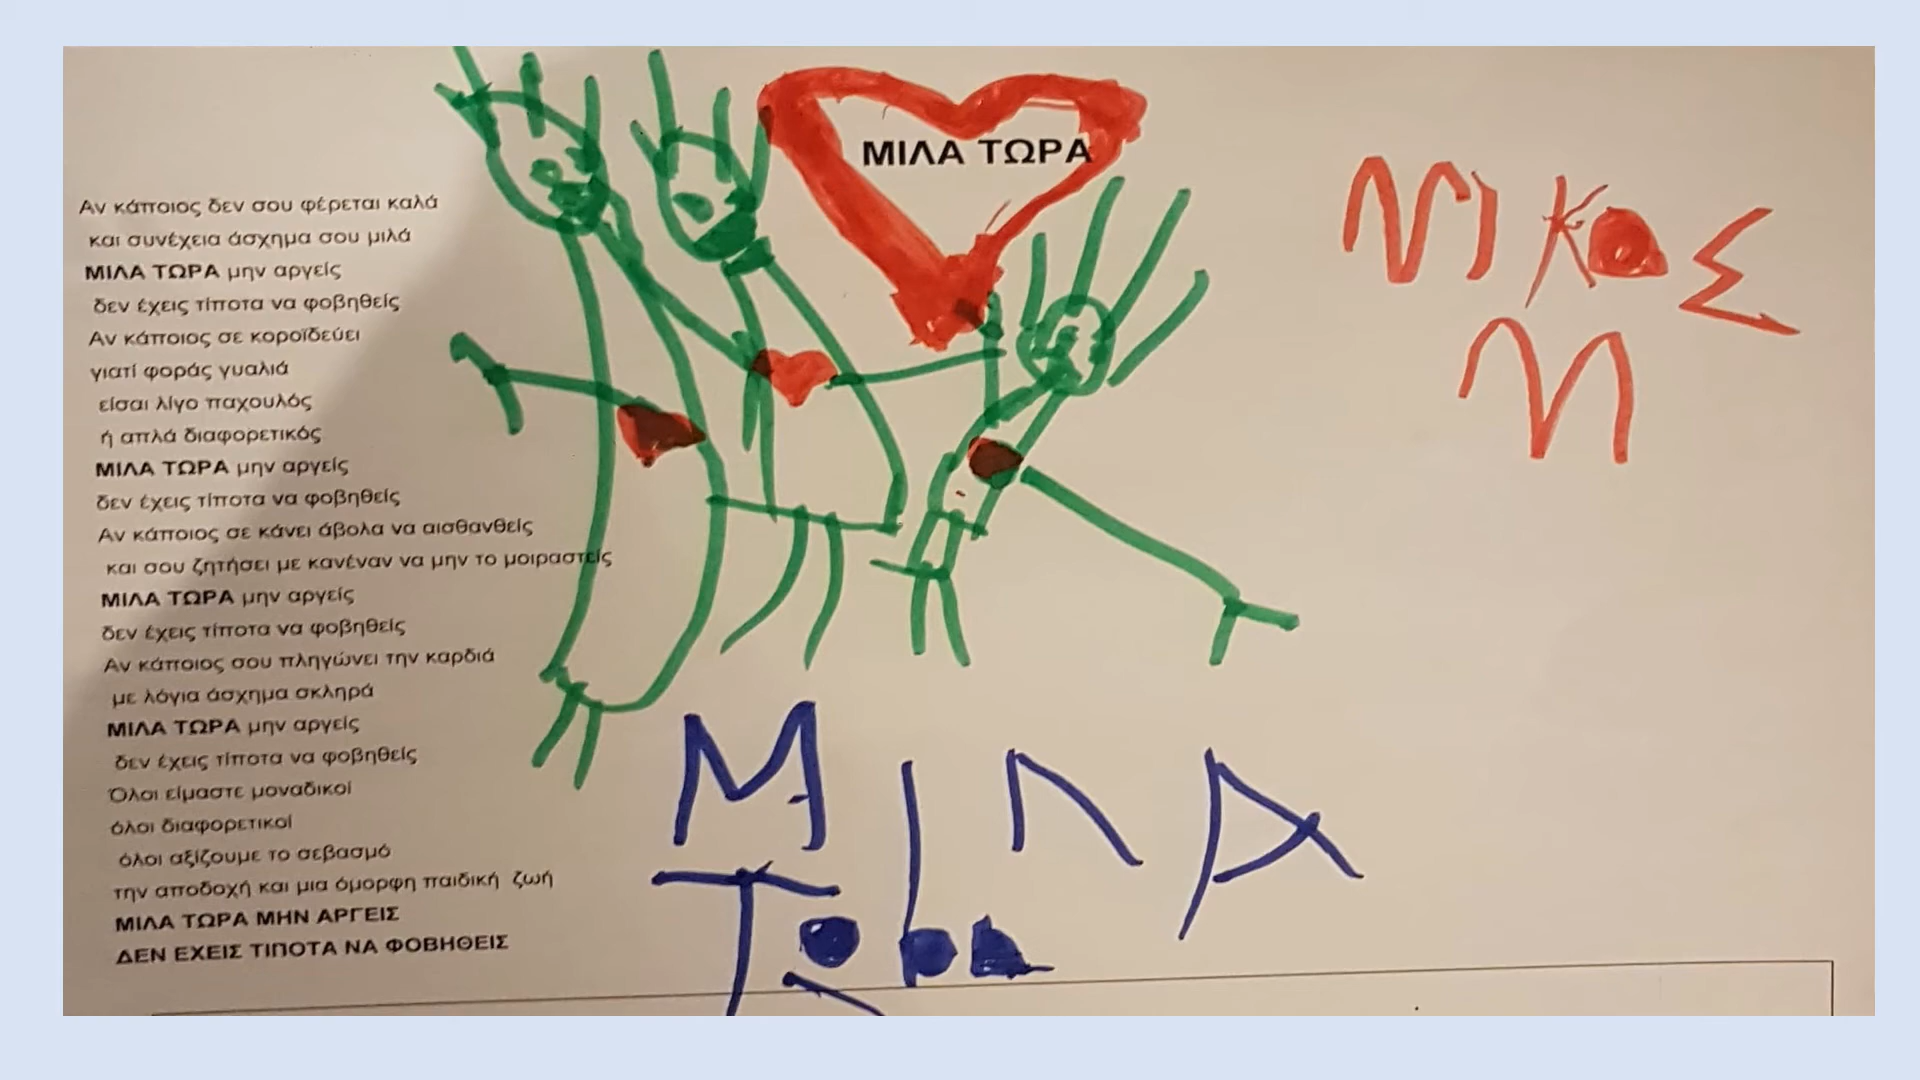 ΜΙΛΑ ΤΩΡΑ
Αν κάποιος δεν σου φέρεται καλά
και συνέχεια άσχημα σου μιλά
ΜΙΛΑ ΤΩΡΑ μην αργείς
δεν έχεις τίποτα να φοβηθείς
Αν κάποιος σε κοροϊδεύει
γιατί φοράς γυαλιά
είσαι λίγο παχουλός
ή απλά διαφορετικός
ΜΙΛΑ ΤΩΡΑ μην αργείς
δεν έχεις τίποτα να φοβηθείς
Αν κάποιος σε κάνει άβολα να αισθανθείς
και σου ζητήσει με κανέναν να μην το μοιραστείς
ΜΙΛΑ ΤΩΡΑ μην αργείς
δεν έχεις τίποτα να φοβηθείς
Αν κάποιος σου πληγώνει την καρδιά
με λόγια άσχημα σκληρά
ΜΙΛΑ ΤΩΡΑ μην αργείς
δεν έχεις τίποτα να φοβηθείς
Όλοι είμαστε μοναδικοί
όλοι διαφορετικοί
όλοι αξίζουμε το σεβασμό
την αποδοχή και μια όμορφη παιδική ζωή
ΜΙΛΑ ΤΩΡΑ ΜΗΝ ΑΡΓΕΙΣ
ΔΕΝ ΕΧΕΙΣ ΤΙΠΟΤΑ ΝΑ ΦΟΒΗΘΕΙΣ
ΝΙΚΟΣ
Ν
ΜΙΛΑ
ΤΩΡΑ